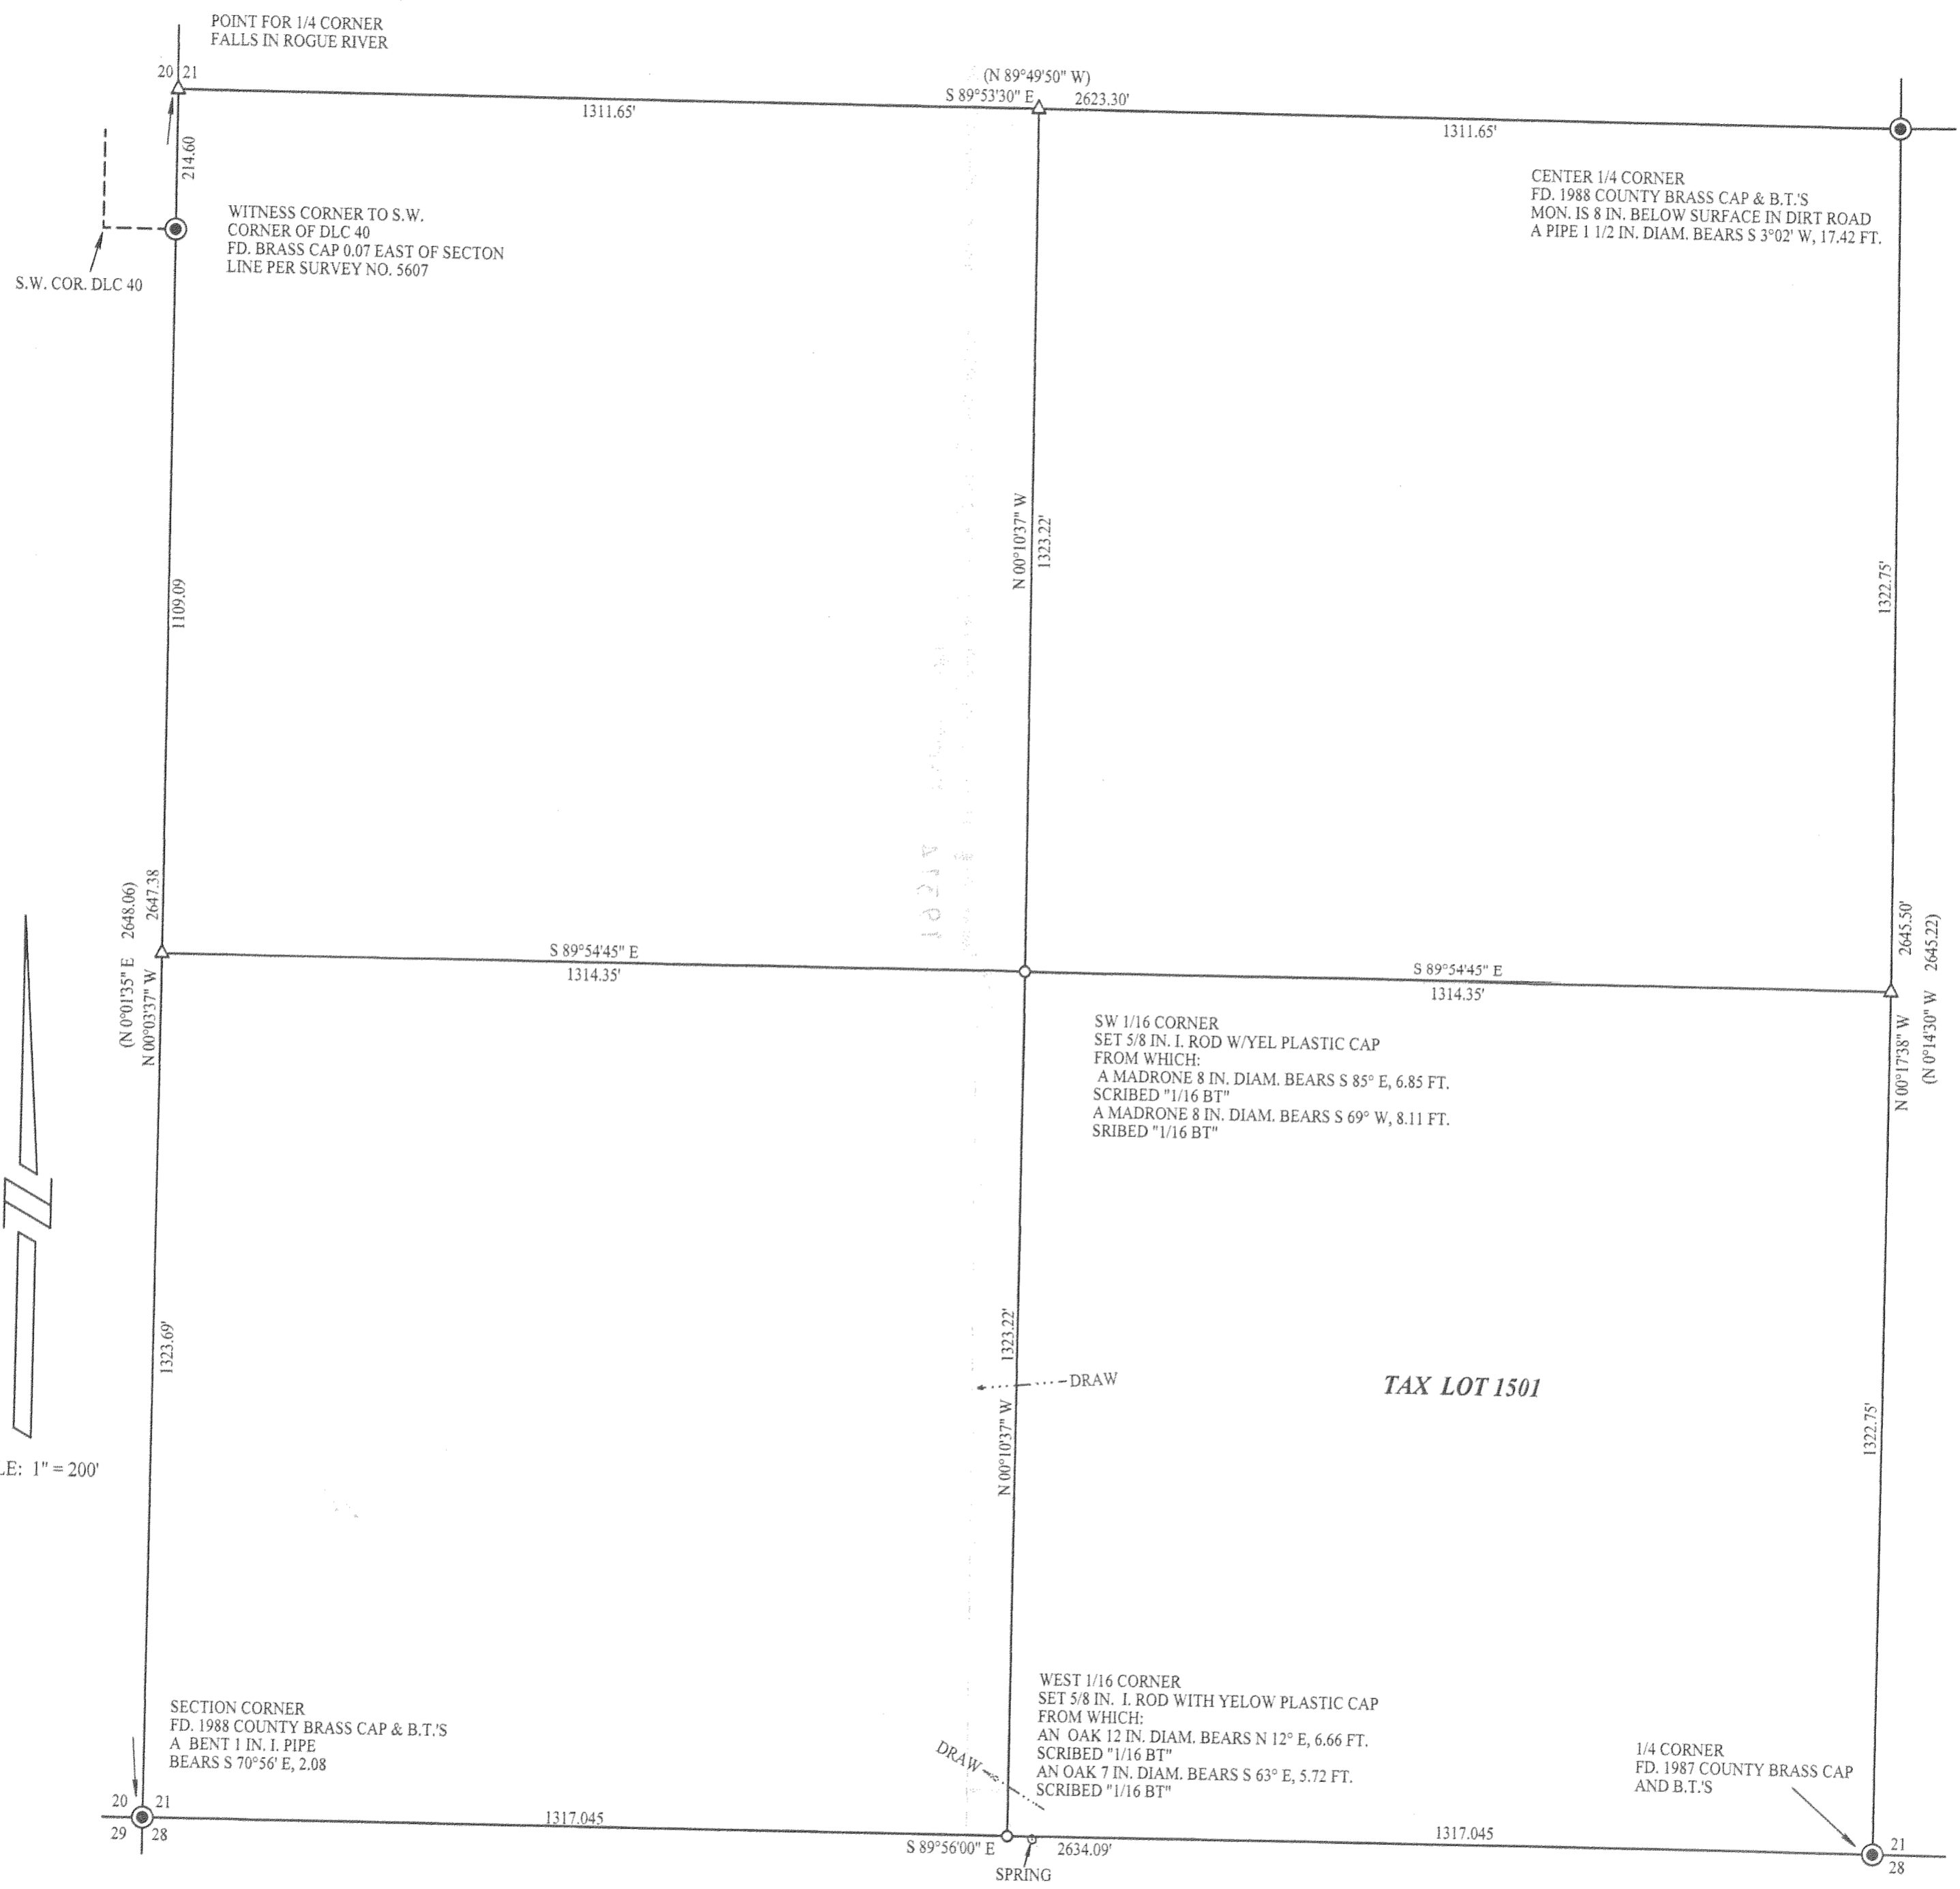 POINT FOR 1/4 CORNER
FALLS IN ROGUE RIVER
20 21
(N 89°49'50" W)
S 89°53'30" E 2623.30'
1311.65'
1311.65'
214.60
CENTER 1/4 CORNER
FD. 1988 COUNTY BRASS CAP & B.T.'S
MON. IS 8 IN. BELOW SURFACE IN DIRT ROAD
A PIPE 1 1/2 IN. DIAM. BEARS S 3°02' W, 17.42 FT.
WITNESS CORNER TO S.W.
CORNER OF DLC 40
FD. BRASS CAP 0.07 EAST OF SECTON
LINE PER SURVEY NO. 5607
S.W. COR. DLC 40
N 00°10'37" W
1323.22'
1109.09
1322.75'
(N 0°01'35" E 2648.06)
N 00°03'37" W 2647.38
S 89°54'45" E
1314.35'
S 89°54'45" E
1314.35'
N 00°17'38" W 2645.50'
(N 0°14'30" W 2645.22)
SW 1/16 CORNER
SET 5/8 IN. I. ROD W/YEL PLASTIC CAP
FROM WHICH:
A MADRONE 8 IN. DIAM. BEARS S 85° E, 6.85 FT.
SCRIBED "1/16 BT"
A MADRONE 8 IN. DIAM. BEARS S 69° W, 8.11 FT.
SRIBED "1/16 BT"
1323.69'
N 00°10'37" W 1323.22'
DRAW
TAX LOT 1501
1322.75'
LE: 1" = 200'
SECTION CORNER
FD. 1988 COUNTY BRASS CAP & B.T.'S
A BENT 1 IN. I. PIPE
BEARS S 70°56' E, 2.08
WEST 1/16 CORNER
SET 5/8 IN. I. ROD WITH YELOW PLASTIC CAP
FROM WHICH:
AN OAK 12 IN. DIAM. BEARS N 12° E, 6.66 FT.
SCRIBED "1/16 BT"
AN OAK 7 IN. DIAM. BEARS S 63° E, 5.72 FT.
SCRIBED "1/16 BT"
DRAW
1/4 CORNER
FD. 1987 COUNTY BRASS CAP
AND B.T.'S
20 21
29 28
1317.045
S 89°56'00" E 2634.09'
SPRING
1317.045
21
28